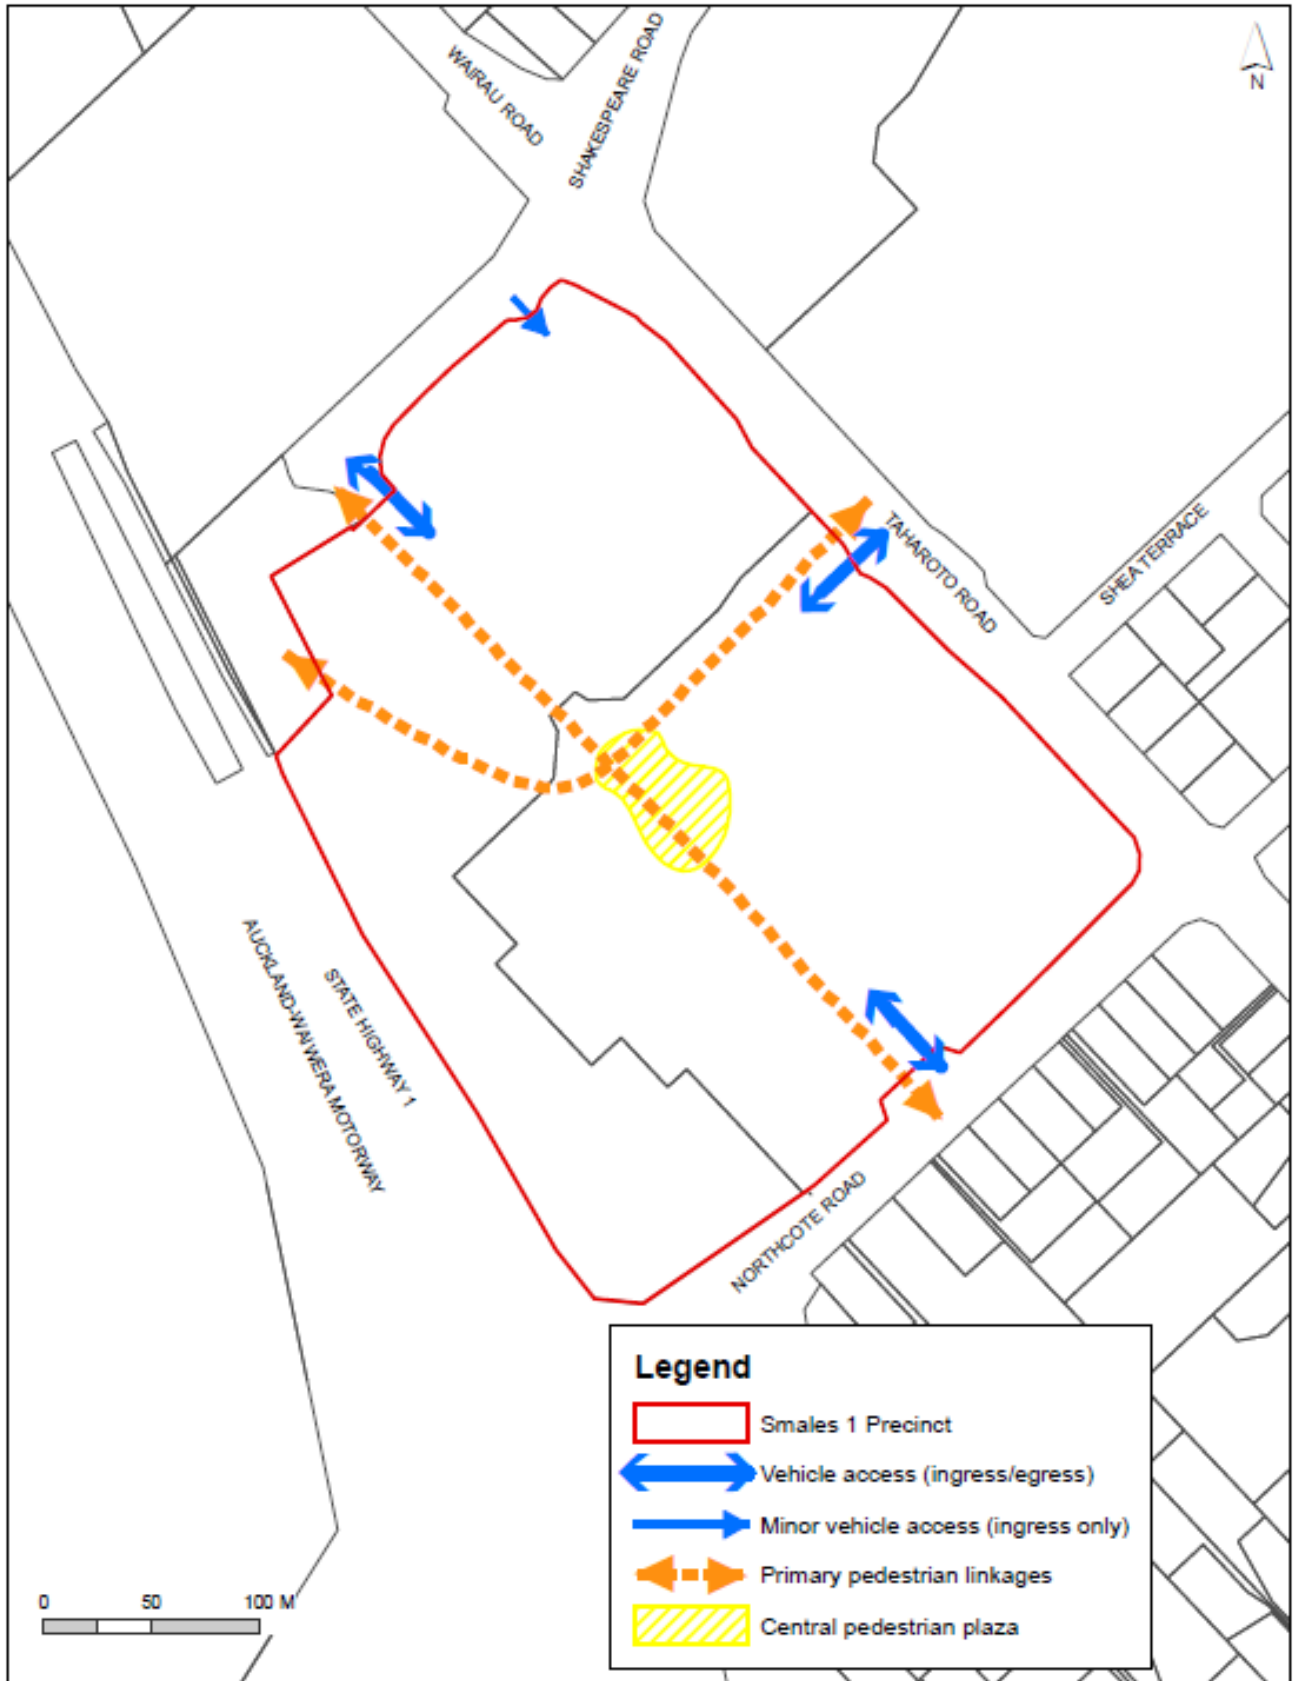 WAIRAU ROAD
SHAKESPEARE ROAD
N
TAHAROTO ROAD
SHEA TERRACE
STATE HIGHWAY 1
AUCKLAND-WAIWERA MOTORWAY
NORTHCOTE ROAD
Legend
Smales 1 Precinct
Vehicle access (ingress/egress)
Minor vehicle access (ingress only)
Primary pedestrian linkages
Central pedestrian plaza
0 50 100 M